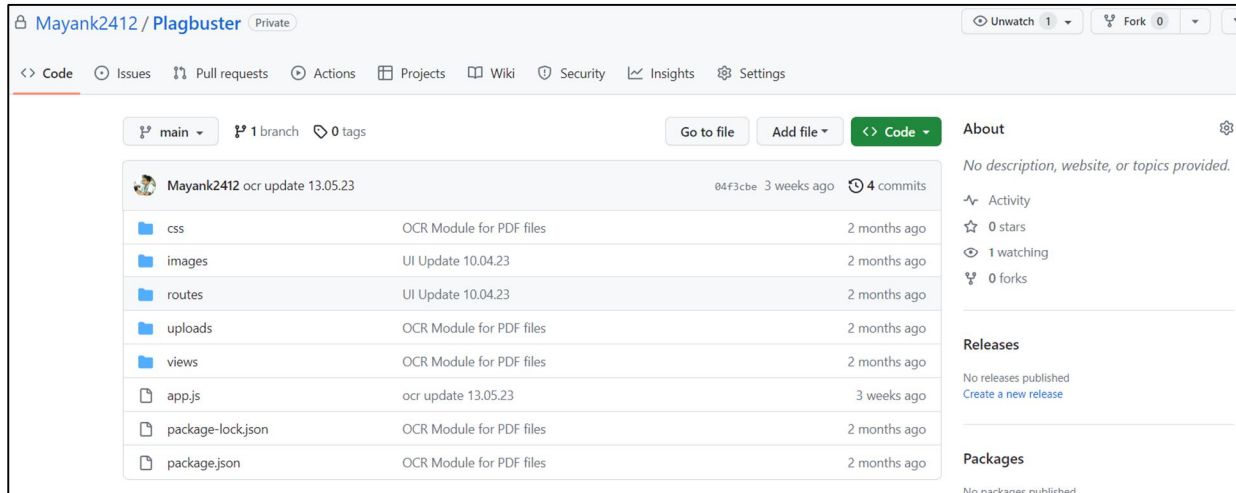 Mayank2412 / Plagbuster Private
Unwatch 1 Fork 0
Code Issues Pull requests Actions Projects Wiki Security Insights Settings
main 1 branch 0 tags Go to file Add file Code
Mayank2412 ocr update 13.05.23 04f3cbe 3 weeks ago 4 commits
css OCR Module for PDF files 2 months ago
images UI Update 10.04.23 2 months ago
routes UI Update 10.04.23 2 months ago
uploads OCR Module for PDF files 2 months ago
views OCR Module for PDF files 2 months ago
app.js ocr update 13.05.23 3 weeks ago
package-lock.json OCR Module for PDF files 2 months ago
package.json OCR Module for PDF files 2 months ago
About
No description, website, or topics provided.
Activity
0 stars
1 watching
0 forks
Releases
No releases published
Create a new release
Packages
No packages published